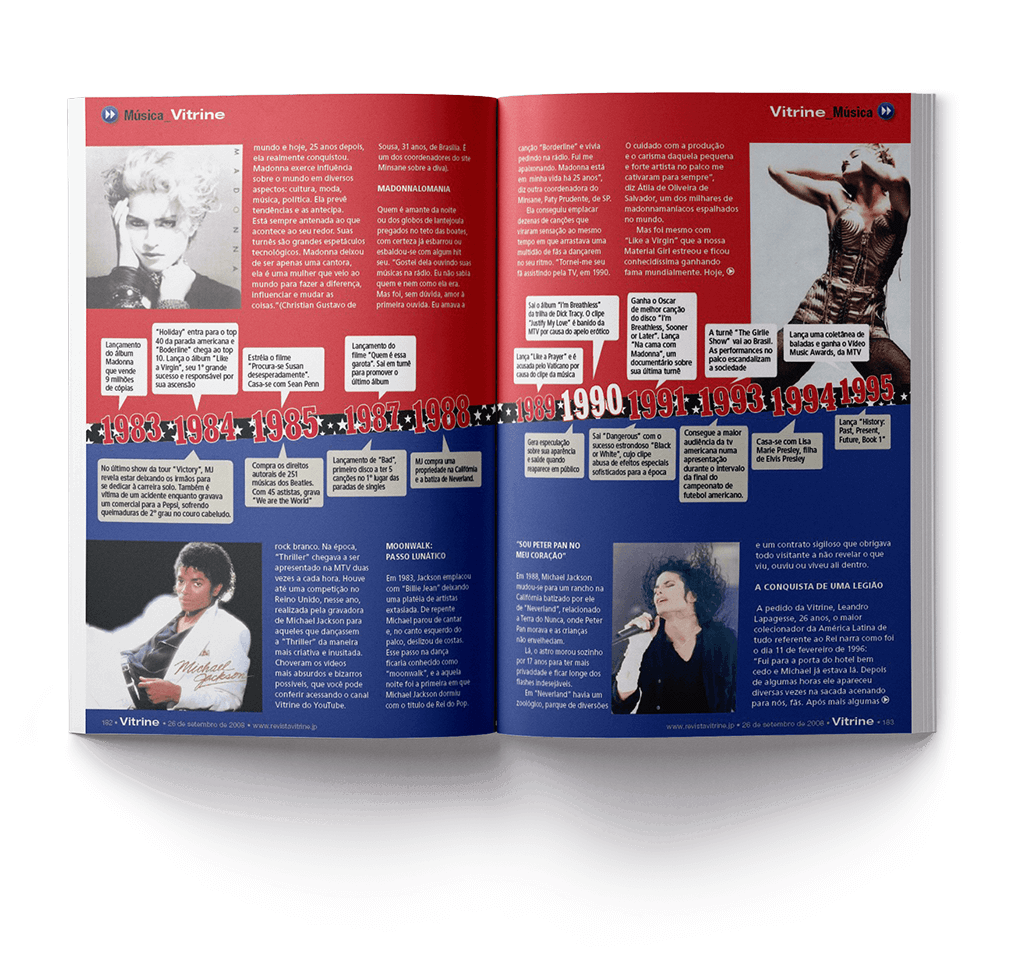 Música_Vitrine
MADONNA
mundo e hoje, 25 anos depois,
ela realmente conquistou.
Madonna exerce influência
sobre o mundo em diversos
aspectos: cultura, moda,
música, política. Ela prevê
tendências e as antecipa.
Está sempre antenada ao que
acontece ao seu redor. Suas
turnês são grandes espetáculos
tecnológicos. Madonna deixou
de ser apenas uma cantora,
ela é uma mulher que veio ao
mundo para fazer a diferença,
influenciar e mudar as
coisas."(Christian Gustavo de
Sousa, 31 anos, de Brasília. É
um dos coordenadores do site
Minsane sobre a diva).
MADONNALOMANIA
Quem é amante da noite
ou dos globos de lantejoula
pregados no teto das boates,
com certeza já esbarrou ou
esbaldou-se com algum hit
seu. "Gostei dela ouvindo suas
músicas na rádio. Eu não sabia
quem e nem como ela era.
Mas foi, sem dúvida, amor à
primeira ouvida. Eu amava a
Lançamento
do álbum
Madonna
que vende
9 milhões
de cópias
"Holiday" entra para o top
40 da parada americana e
"Boderline" chega ao top
10. Lança o álbum "Like
a Virgin", seu 1º grande
sucesso e responsável por
sua ascensão
Estréia o filme
"Procura-se Susan
desesperadamente".
Casa-se com Sean Penn
Lançamento do
filme "Quem é essa
garota". Sai em turnê
para promover o
último álbum
1983 1984 1985 1987 1988
No último show da tour "Victory", MJ
revela estar deixando os irmãos para
se dedicar à carreira solo. Também é
vítima de um acidente enquanto gravava
um comercial para a Pepsi, sofrendo
queimaduras de 2º grau no couro cabeludo.
Compra os direitos
autorais de 251
músicas dos Beatles.
Com 45 astistas, grava
"We are the World"
Lançamento de "Bad",
primeiro disco a ter 5
canções no 1º lugar das
paradas de singles
MJ compra uma
propriedade na Califórnia
e a batiza de Neverland.
Michael
Jackson
rock branco. Na época,
"Thriller" chegava a ser
apresentado na MTV duas
vezes a cada hora. Houve
até uma competição no
Reino Unido, nesse ano,
realizada pela gravadora
de Michael Jackson para
aqueles que dançassem
a "Thriller" da maneira
mais criativa e inusitada.
Choveram os videos
mais absurdos e bizarros
possíveis, que você pode
conferir acessando o canal
Vitrine do YouTube.
MOONWALK:
PASSO LUNÁTICO
Em 1983, Jackson emplacou
com "Billie Jean" deixando
uma platéia de artistas
extasiada. De repente
Michael parou de cantar
e, no canto esquerdo do
palco, deslizou de costas.
Esse passo na dança
ficaria conhecido como
"moonwalk", e a aquela
noite foi a primeira em que
Michael Jackson dormiu
com o título de Rei do Pop.
182 • Vitrine • 26 de setembro de 2008 • www.revistavitrine.jp
Vitrine_Música
canção "Borderline" e vivia
pedindo na rádio. Fui me
apaixonando. Madonna está
em minha vida há 25 anos",
diz outra coordenadora do
Minsane, Paty Prudente, de SP.
Ela conseguiu emplacar
dezenas de canções que
viraram sensação ao mesmo
tempo em que arrastava uma
multidão de fãs a dançarem
no seu ritmo. "Tornei-me seu
fã assistindo pela TV, em 1990.
O cuidado com a produção
e o carisma daquela pequena
e forte artista no palco me
cativaram para sempre",
diz Átila de Oliveira de
Salvador, um dos milhares de
madonnamaníacos espalhados
no mundo.
Mas foi mesmo com
"Like a Virgin" que a nossa
Material Girl estreou e ficou
conhecidíssima ganhando
fama mundialmente. Hoje,
Lança "Like a Prayer" e é
acusada pelo Vaticano por
causa do clipe da música
Sai o álbum "I'm Breathless"
da trilha de Dick Tracy. O clipe
"Justify My Love" é banido da
MTV por causa do apelo erótico
Ganha o Oscar
de melhor canção
do disco "I'm
Breathless, Sooner
or Later". Lança
"Na cama com
Madonna", um
documentário sobre
sua última turnê
A turnê "The Girlie
Show" vai ao Brasil.
As performances no
palco escandalizam
a sociedade
Lança uma coletânea de
baladas e ganha o Vídeo
Music Awards, da MTV
1989 1990 1991 1993 1994 1995
Gera especulação
sobre sua aparência
e saúde quando
reaparece em público
Sai "Dangerous" com o
sucesso estrondoso "Black
or White", cujo clipe
abusa de efeitos especiais
sofisticados para a época
Consegue a maior
audiência da tv
americana numa
apresentação
durante o intervalo
da final do
campeonato de
futebol americano.
Casa-se com Lisa
Marie Presley, filha
de Elvis Presley
Lança "History:
Past, Present,
Future, Book 1"
"SOU PETER PAN NO
MEU CORAÇÃO"
Em 1988, Michael Jackson
mudou-se para um rancho na
Califórnia batizado por ele
de "Neverland", relacionado
à Terra do Nunca, onde Peter
Pan morava e as crianças
não envelheciam.
Lá, o astro morou sozinho
por 17 anos para ter mais
privacidade e ficar longe dos
flashes indesejáveis.
Em "Neverland" havia um
zoológico, parque de diversões
e um contrato sigiloso que obrigava
todo visitante a não revelar o que
viu, ouviu ou viveu ali dentro.
A CONQUISTA DE UMA LEGIÃO
A pedido da Vitrine, Leandro
Lapagesse, 26 anos, o maior
colecionador da América Latina de
tudo referente ao Rei narra como foi
o dia 11 de fevereiro de 1996:
"Fui para a porta do hotel bem
cedo e Michael já estava lá. Depois
de algumas horas ele apareceu
diversas vezes na sacada acenando
para nós, fãs. Após mais algumas
www.revistavitrine.jp • 26 de setembro de 2008 • Vitrine • 183